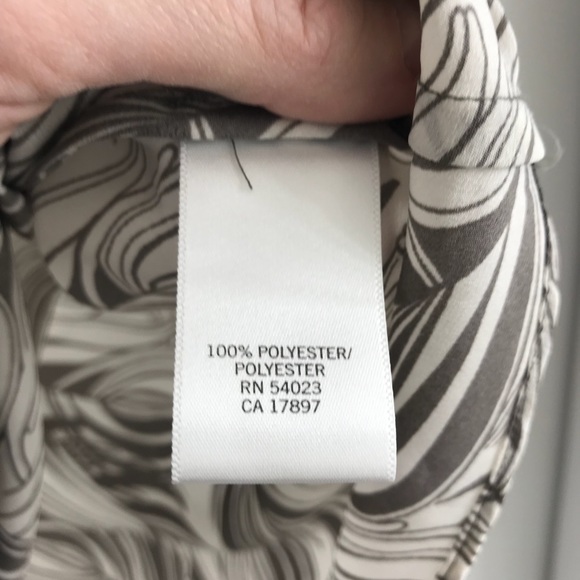 100% POLYESTER/
POLYESTER
RN 54023
CA 17897